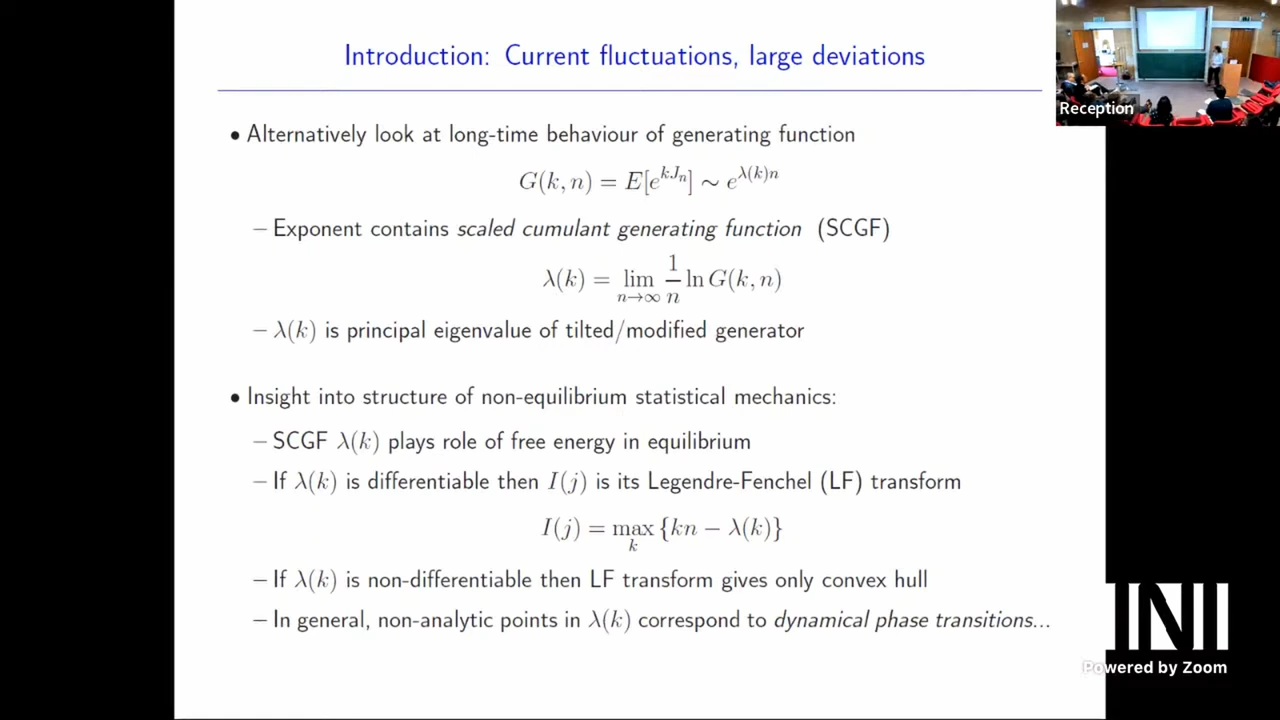 Introduction: Current fluctuations, large deviations
Reception
• Alternatively look at long-time behaviour of generating function
G(k, n) = E[e^{kJ_n}] ∼ e^{λ(k)n}
– Exponent contains scaled cumulant generating function (SCGF)
λ(k) = lim_{n→∞} \frac{1}{n} ln G(k, n)
– λ(k) is principal eigenvalue of tilted/modified generator
• Insight into structure of non-equilibrium statistical mechanics:
– SCGF λ(k) plays role of free energy in equilibrium
– If λ(k) is differentiable then I(j) is its Legendre-Fenchel (LF) transform
I(j) = max_k {kn − λ(k)}
– If λ(k) is non-differentiable then LF transform gives only convex hull
– In general, non-analytic points in λ(k) correspond to dynamical phase transitions...
INI
Powered by Zoom